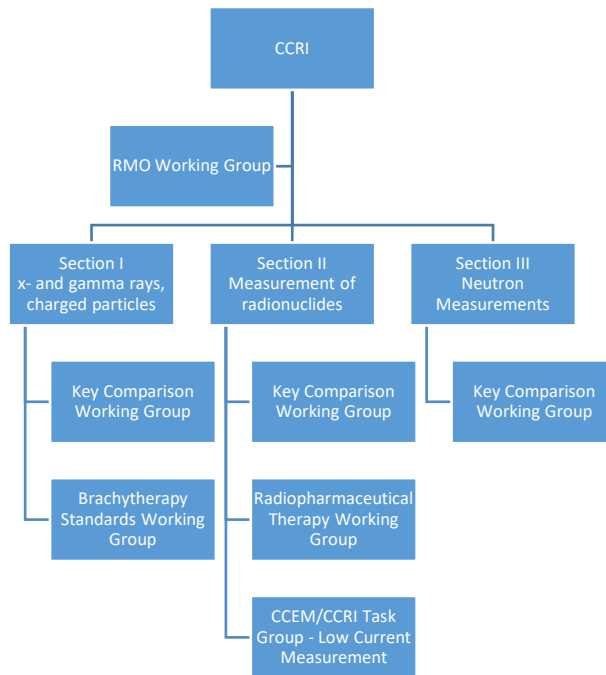 CCRI
RMO Working Group
Section I
x- and gamma rays,
charged particles
Section II
Measurement of
radionuclides
Section III
Neutron
Measurements
Key Comparison
Working Group
Key Comparison
Working Group
Key Comparison
Working Group
Brachytherapy
Standards Working
Group
Radiopharmaceutical
Therapy Working
Group
CCEM/CCRI Task
Group - Low Current
Measurement